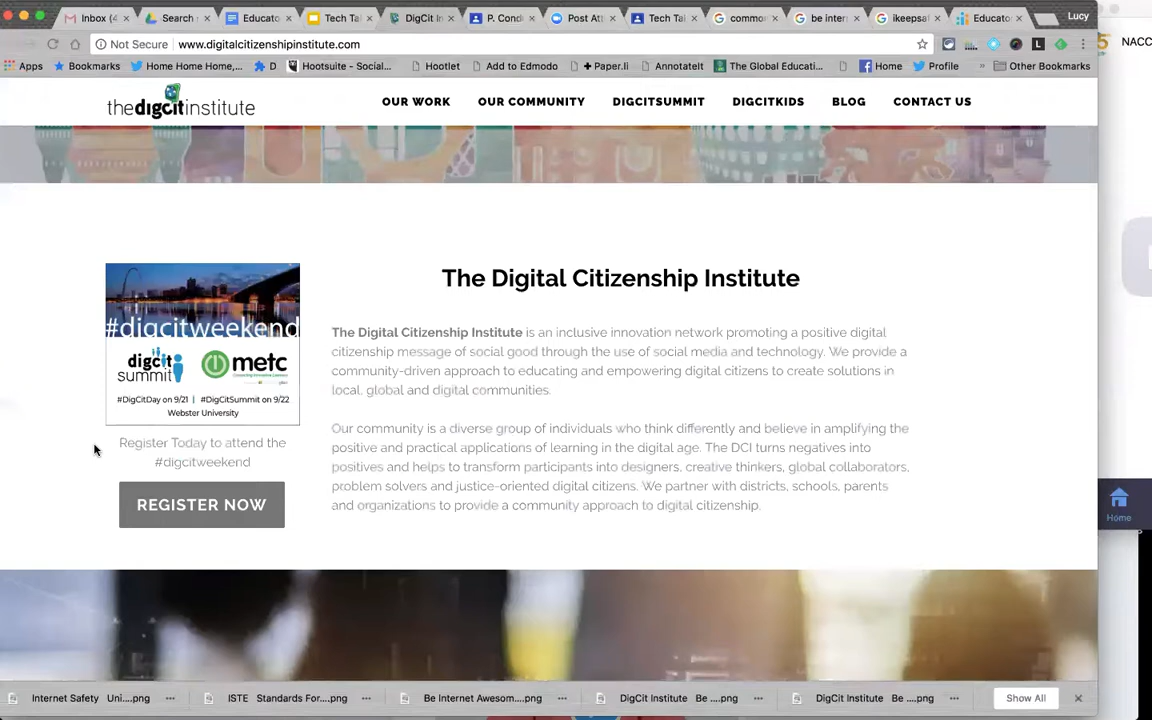 Inbox (4
Search
Educato
Tech Tal
DigCit In
P. Condi
Post Att
Tech Tal
commo
be inter
ikeepsaf
Educato
Lucy
Not Secure
www.digitalcitizenshipinstitute.com
Apps
Bookmarks
Home Home Home,...
D
Hootsuite - Social...
Hootlet
Add to Edmodo
+ Paper.li
AnnotateIt
The Global Educati...
Home
Profile
»
Other Bookmarks
NACC
thedigcitinstitute
OUR WORK
OUR COMMUNITY
DIGCITSUMMIT
DIGCITKIDS
BLOG
CONTACT US
#digcitweekend
digcit
summit
metc
#DigCitDay on 9/21 | #DigCitSummit on 9/22
Webster University
Register Today to attend the
#digcitweekend
REGISTER NOW
The Digital Citizenship Institute
The Digital Citizenship Institute is an inclusive innovation network promoting a positive digital
citizenship message of social good through the use of social media and technology. We provide a
community-driven approach to educating and empowering digital citizens to create solutions in
local, global and digital communities.
Our community is a diverse group of individuals who think differently and believe in amplifying the
positive and practical applications of learning in the digital age. The DCI turns negatives into
positives and helps to transform participants into designers, creative thinkers, global collaborators,
problem solvers and justice-oriented digital citizens. We partner with districts, schools, parents
and organizations to provide a community approach to digital citizenship.
Home
Internet Safety Uni....png
ISTE Standards For....png
Be Internet Awesom....png
DigCit Institute Be ....png
DigCit Institute Be ....png
Show All